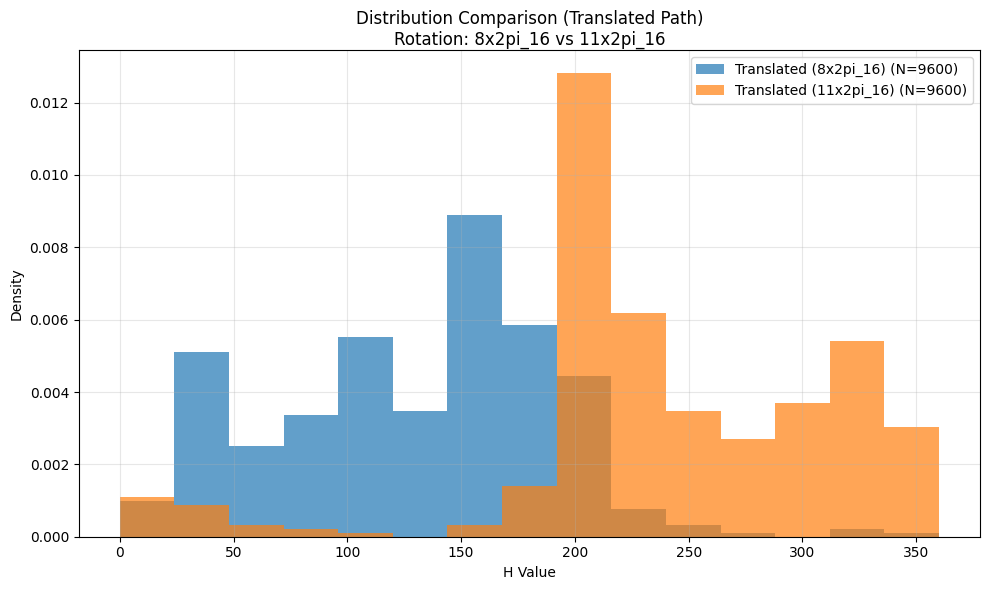 Distribution Comparison (Translated Path)
Rotation: 8x2pi_16 vs 11x2pi_16
Translated (8x2pi_16) (N=9600)
Translated (11x2pi_16) (N=9600)
0.012
0.010
0.008
0.006
0.004
0.002
0.000
Density
0 50 100 150 200 250 300 350
H Value